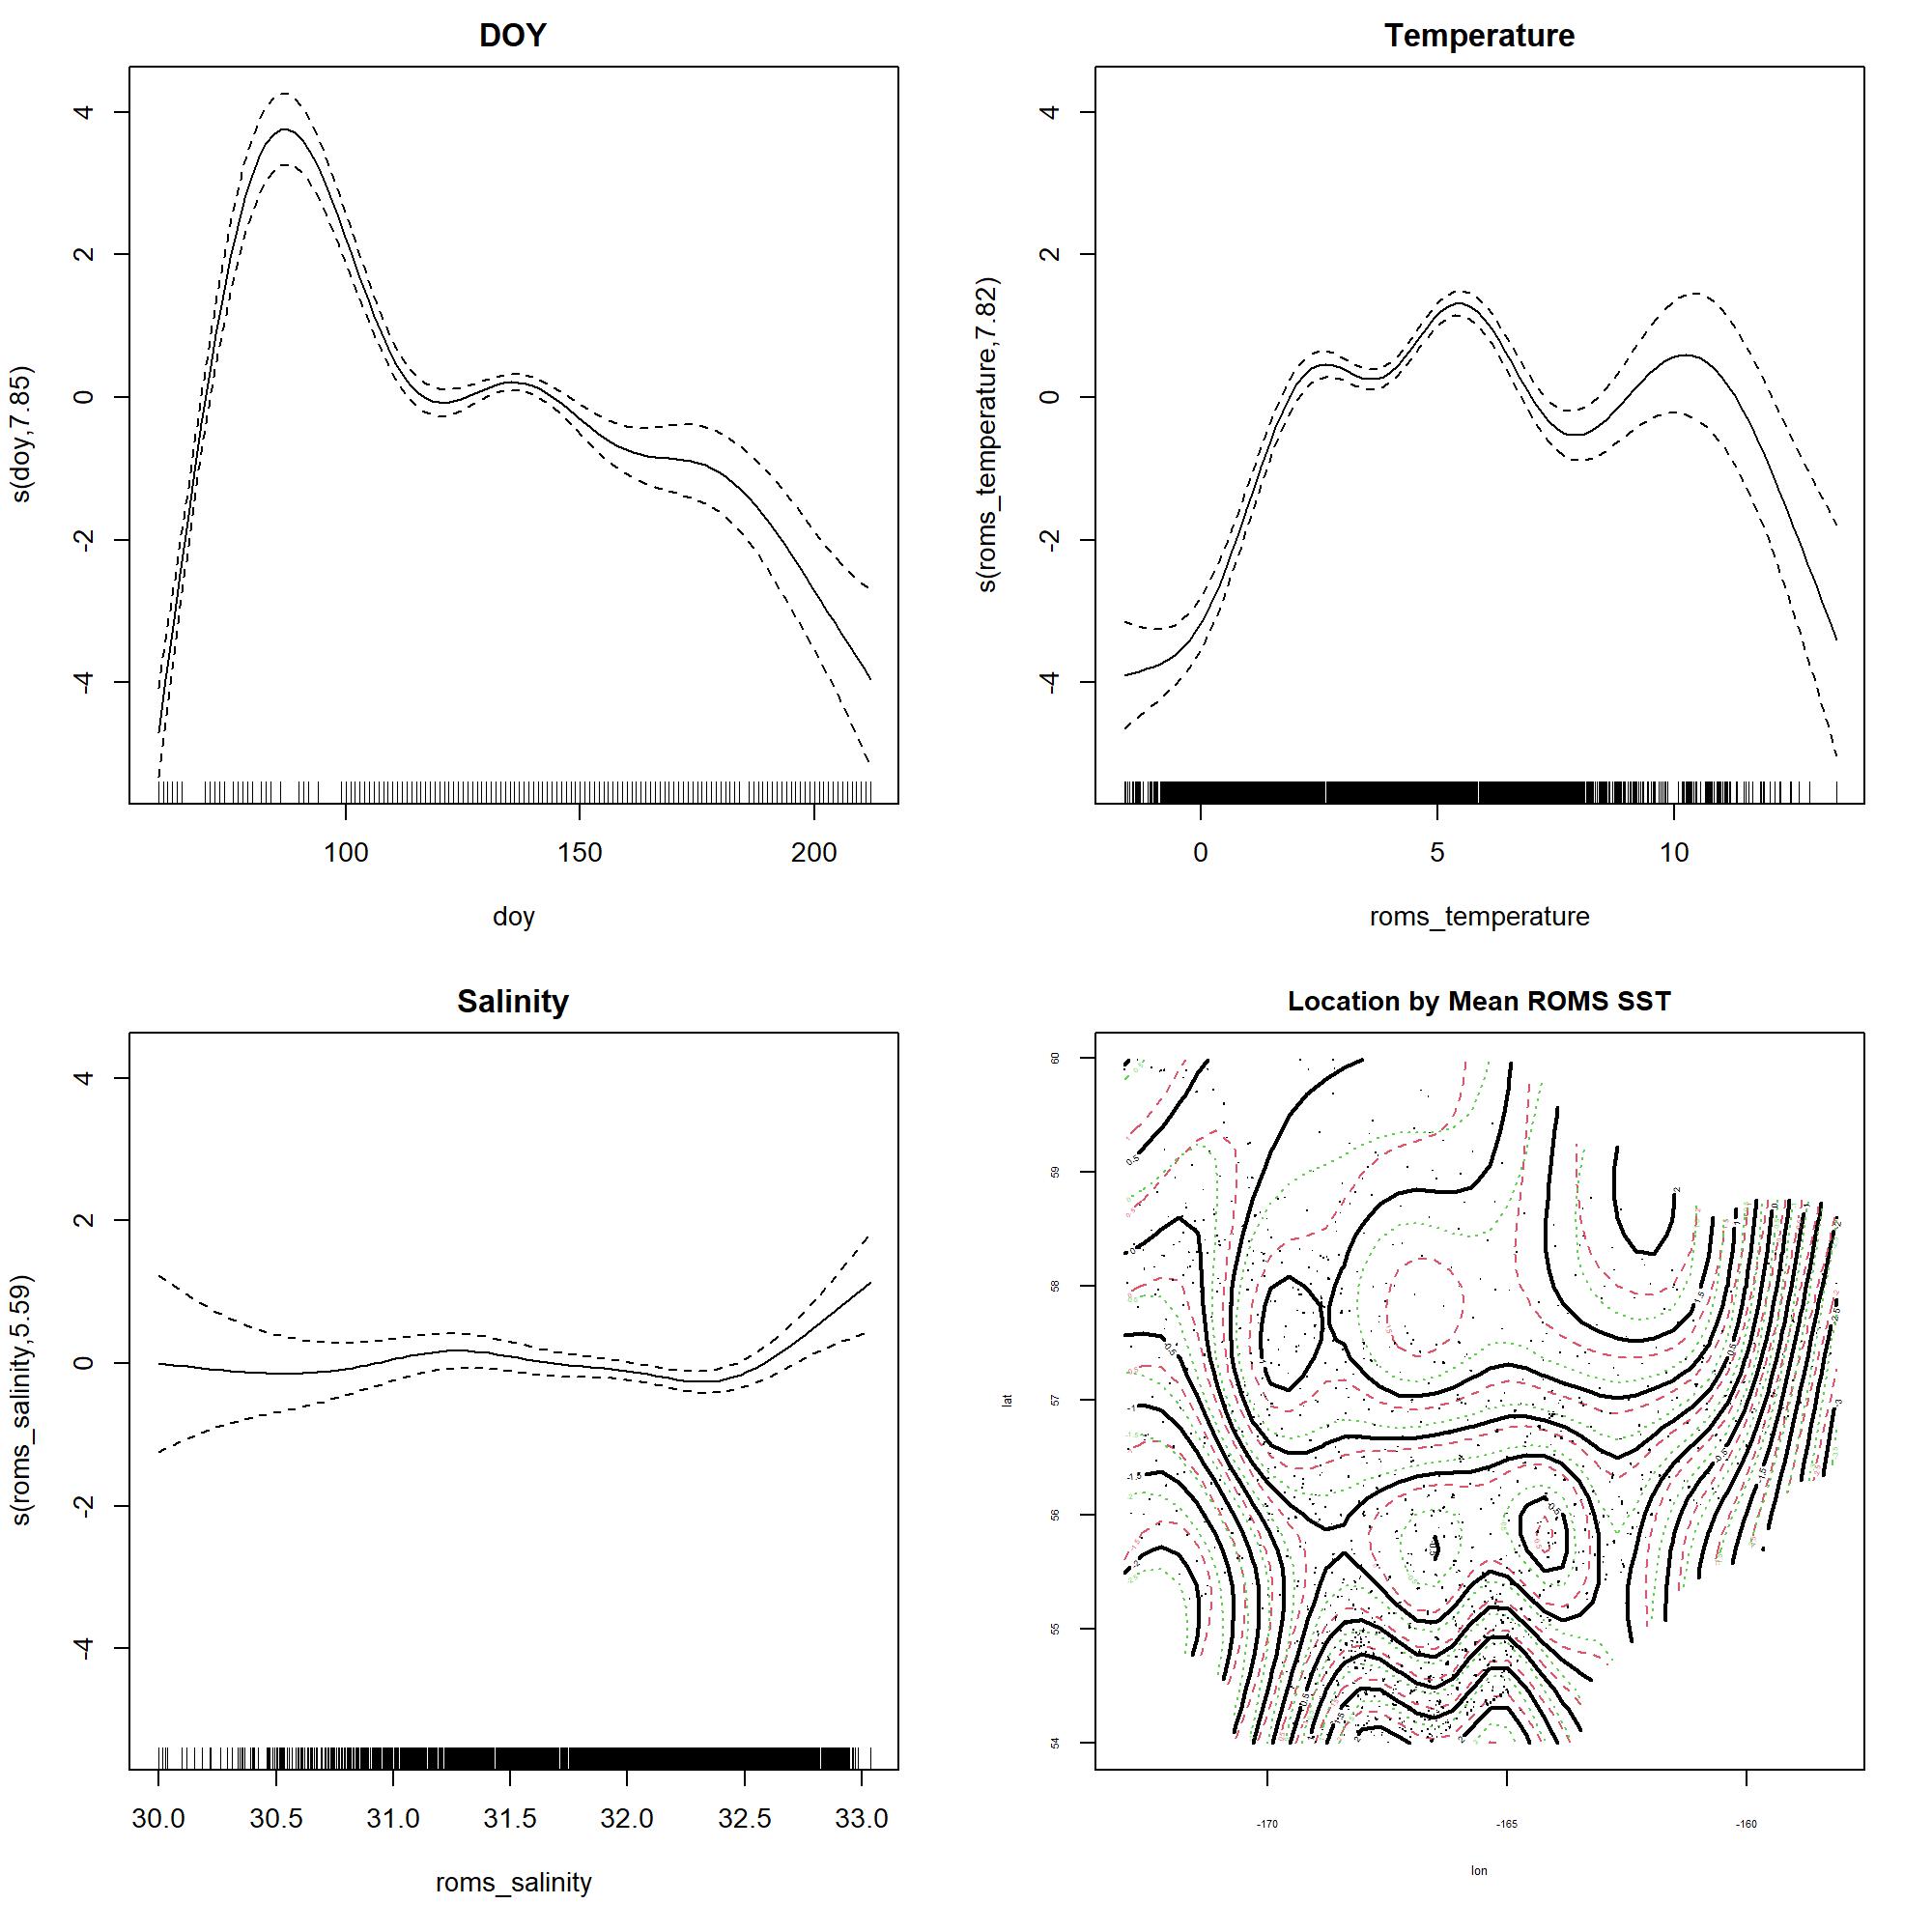 DOY
s(doy,7.85)
4
2
0
-2
-4
100 150 200
doy
Temperature
s(roms_temperature,7.82)
4
2
0
-2
-4
0 5 10
roms_temperature
Salinity
s(roms_salinity,5.59)
4
2
0
-2
-4
30.0 30.5 31.0 31.5 32.0 32.5 33.0
roms_salinity
Location by Mean ROMS SST
lat
60
59
58
57
56
55
54
-170 -165 -160
lon